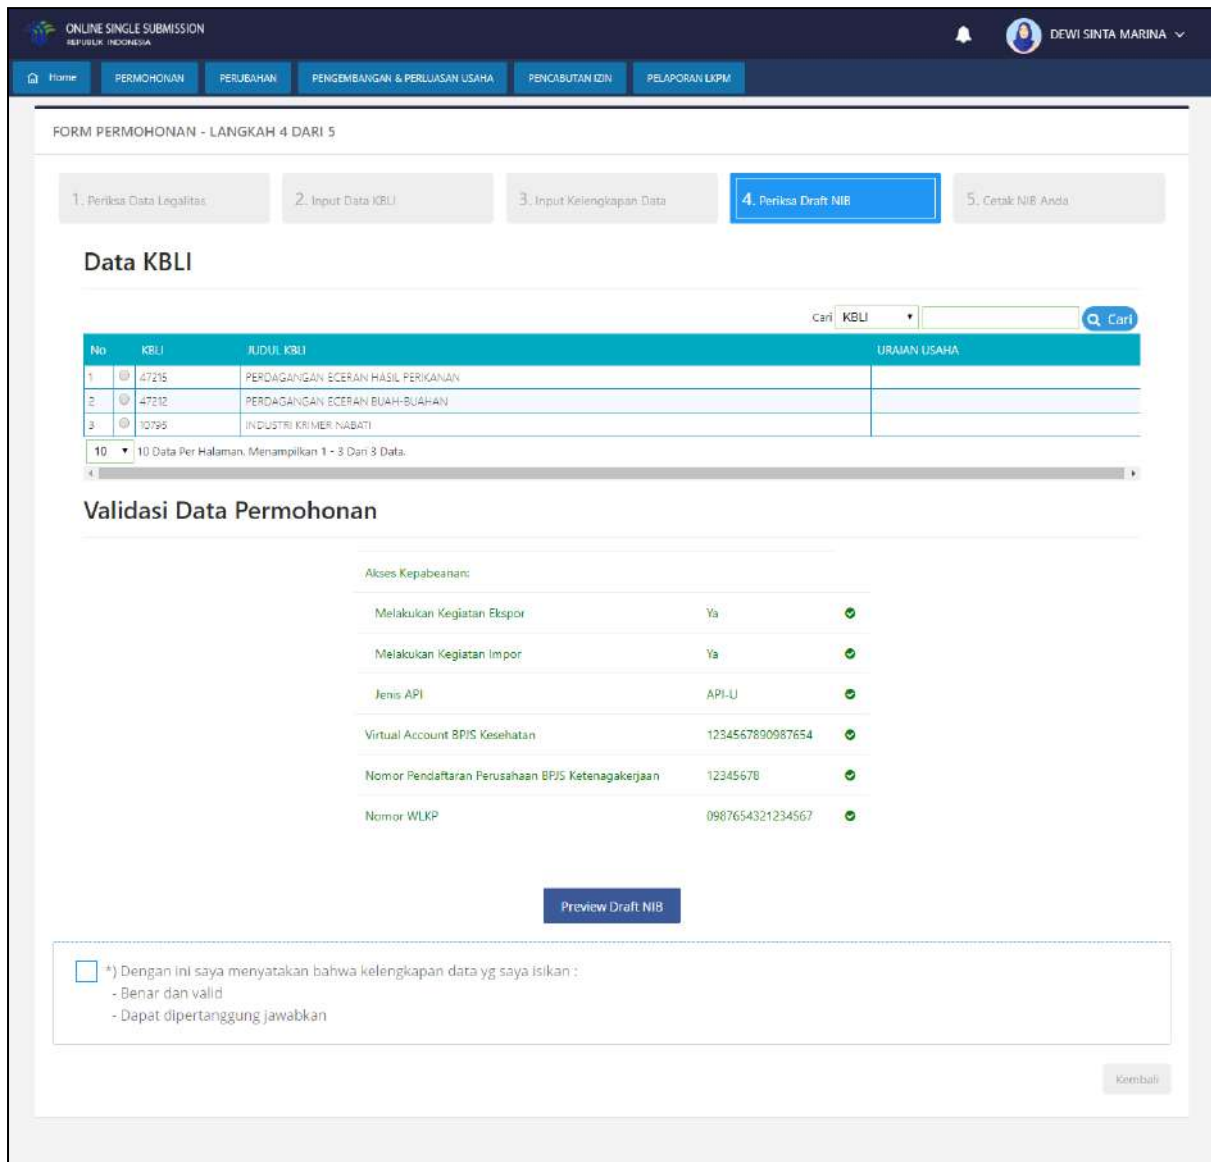 ONLINE SINGLE SUBMISSION
REPUBLIK INDONESIA
DEWI SINTA MARINA
Home PERMOHONAN PERUBAHAN PENGEMBANGAN & PERLUASAN USAHA PENCABUTAN IZIN PELAPORAN LKPM
FORM PERMOHONAN - LANGKAH 4 DARI 5
1. Periksa Data Legalitas 2. Input Data KBLI 3. Input Kelengkapan Data 4. Periksa Draft NIB 5. Cetak NIB Anda
Data KBLI
Cari KBLI Cari
No KBLI JUDUL KBLI URAIAN USAHA
1 47215 PERDAGANGAN ECERAN HASIL PERIKANAN
2 47212 PERDAGANGAN ECERAN BUAH-BUAHAN
3 10795 INDUSTRI KRIMER NABATI
10 10 Data Per Halaman. Menampilkan 1 - 3 Dari 3 Data.
Validasi Data Permohonan
Akses Kepabeanan:
Melakukan Kegiatan Ekspor Ya
Melakukan Kegiatan Impor Ya
Jenis API API-U
Virtual Account BPJS Kesehatan 1234567890987654
Nomor Pendaftaran Perusahaan BPJS Ketenagakerjaan 12345678
Nomor WLKP 0987654321234567
Preview Draft NIB
*) Dengan ini saya menyatakan bahwa kelengkapan data yg saya isikan :
- Benar dan valid
- Dapat dipertanggung jawabkan
Kembali